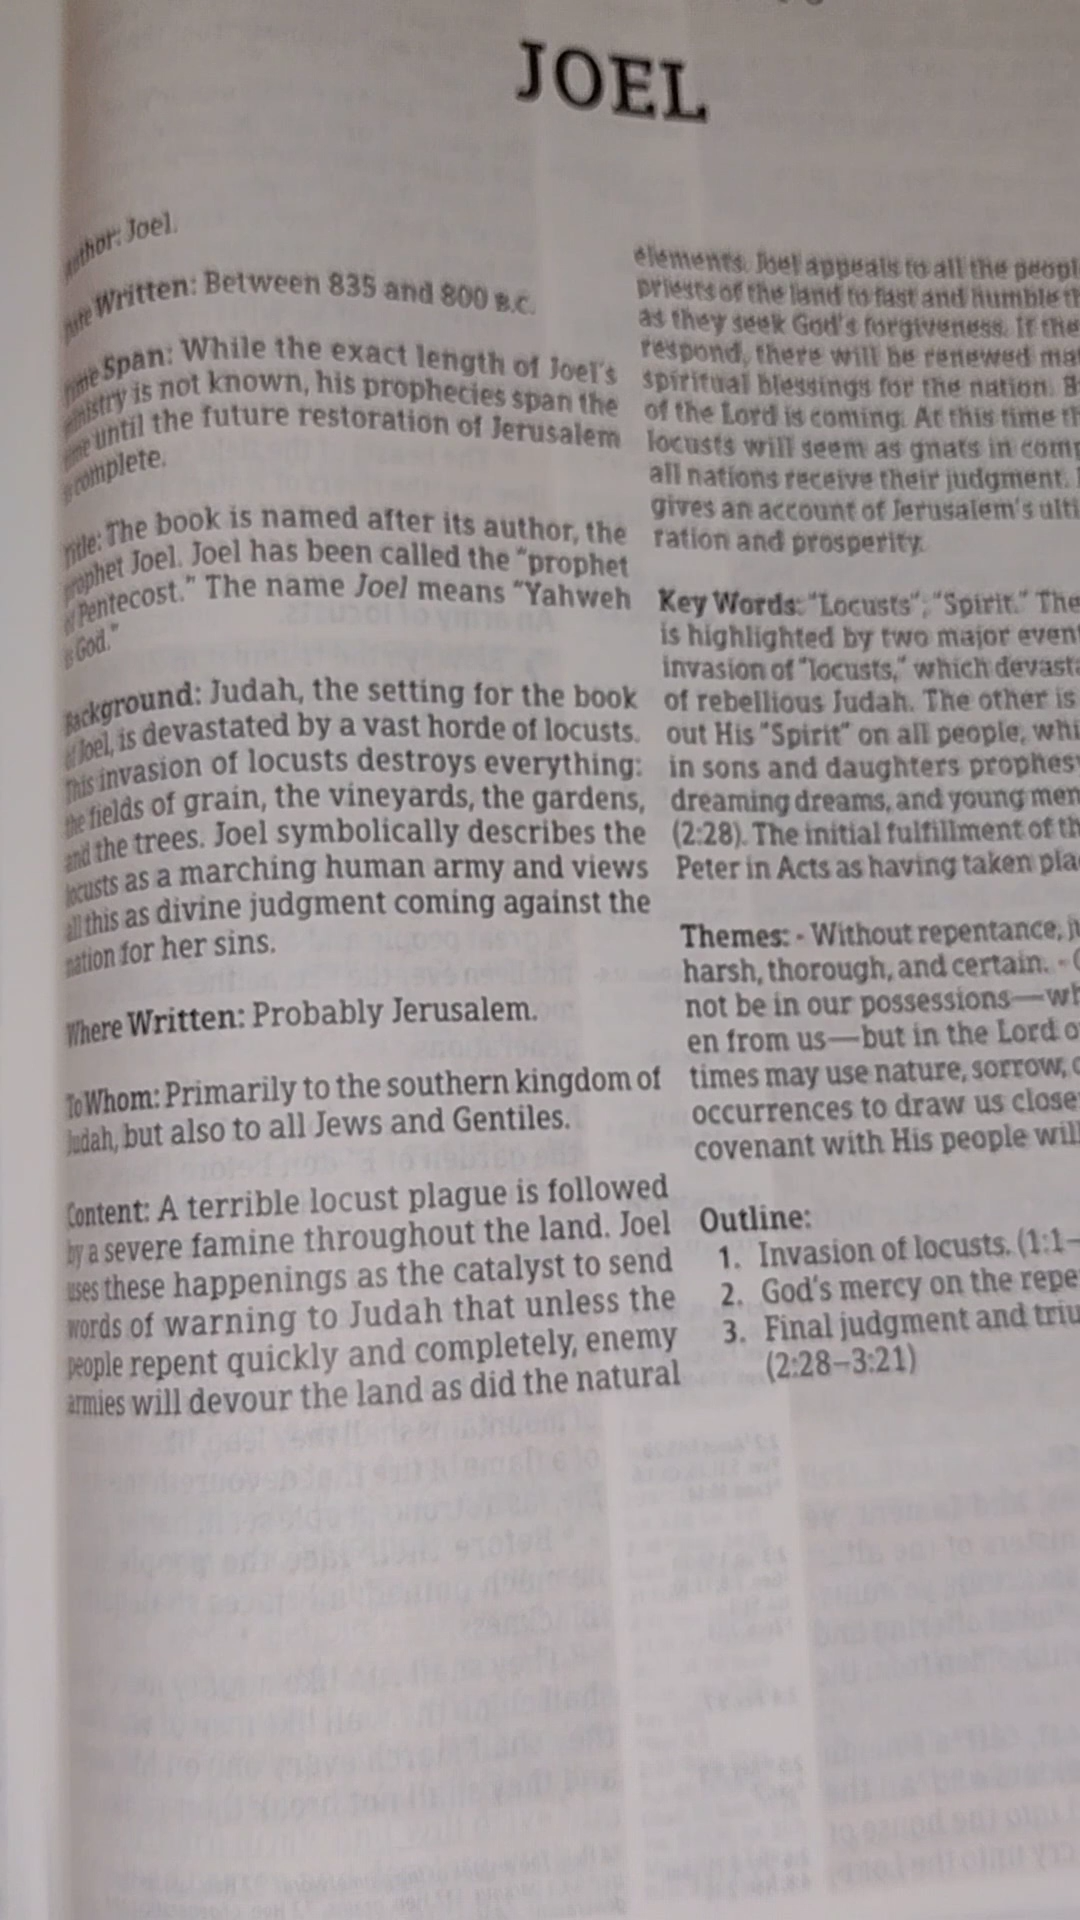 JOEL
Author: Joel.
Date Written: Between 835 and 800 B.C.
Time Span: While the exact length of Joel's
ministry is not known, his prophecies span the
time until the future restoration of Jerusalem
is complete.
Title: The book is named after its author, the
prophet Joel. Joel has been called the "prophet
of Pentecost." The name Joel means "Yahweh
is God."
Background: Judah, the setting for the book
of Joel, is devastated by a vast horde of locusts.
This invasion of locusts destroys everything:
the fields of grain, the vineyards, the gardens,
and the trees. Joel symbolically describes the
locusts as a marching human army and views
all this as divine judgment coming against the
nation for her sins.
Where Written: Probably Jerusalem.
To Whom: Primarily to the southern kingdom of
Judah, but also to all Jews and Gentiles.
Content: A terrible locust plague is followed
by a severe famine throughout the land. Joel
uses these happenings as the catalyst to send
words of warning to Judah that unless the
people repent quickly and completely, enemy
armies will devour the land as did the natural
elements. Joel appeals to all the
priests of the land to fast and humble
as they seek God's forgiveness. If
respond, there will be renewed
spiritual blessings for the nation.
of the Lord is coming. At this time
locusts will seem as gnats in
all nations receive their judgment.
gives an account of Jerusalem's
ration and prosperity.
Key Words: "Locusts"; "Spirit." The
is highlighted by two major
invasion of "locusts," which
of rebellious Judah. The other is
out His "Spirit" on all people,
in sons and daughters
dreaming dreams, and young men
(2:28). The initial fulfillment of
Peter in Acts as having taken
Themes: - Without repentance,
harsh, thorough, and certain. -
not be in our possessions—
en from us—but in the Lord
times may use nature, sorrow,
occurrences to draw us
covenant with His people will
Outline:
1. Invasion of locusts. (1:1–
2. God's mercy on the
3. Final judgment and
(2:28–3:21)